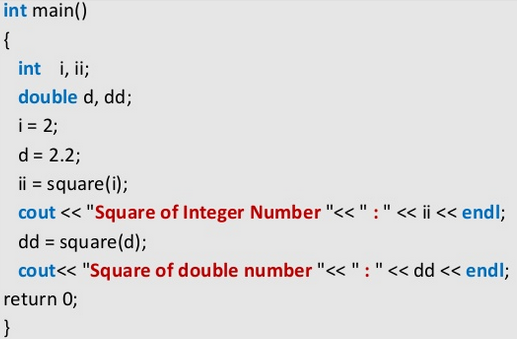 int main()
{
int i, ii;
double d, dd;
i = 2;
d = 2.2;
ii = square(i);
cout << "Square of Integer Number "<< " : " << ii << endl;
dd = square(d);
cout<< "Square of double number "<< " : " << dd << endl;
return 0;
}